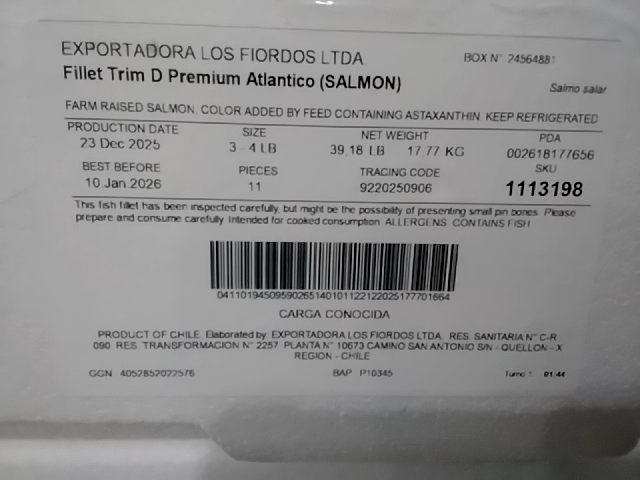 EXPORTADORA LOS FIORDOS LTDA.
BOX N° 24564881
Fillet Trim D Premium Atlantico (SALMON)
Salmo salar
FARM RAISED SALMON, COLOR ADDED BY FEED CONTAINING ASTAXANTHIN. KEEP REFRIGERATED
PRODUCTION DATE SIZE NET WEIGHT PDA
23 Dec 2025 3 - 4 LB 39,18 LB 17,77 KG 002618177656
BEST BEFORE PIECES TRACING CODE SKU
10 Jan 2026 11 9220250906 1113198
This fish fillet has been inspected carefully, but might be the possibility of presenting small pin bones. Please
prepare and consume carefully. Intended for cooked consumption. ALLERGENS: CONTAINS FISH
041101945095902651401011221222025177701664
CARGA CONOCIDA
PRODUCT OF CHILE. Elaborated by: EXPORTADORA LOS FIORDOS LTDA. RES. SANITARIA N° C-R
090 RES. TRANSFORMACION N° 2257 PLANTA N° 10673 CAMINO SAN ANTONIO S/N - QUELLON - X
REGION - CHILE
GGN 4052852022576 BAP P10345 Turno 1 01:44